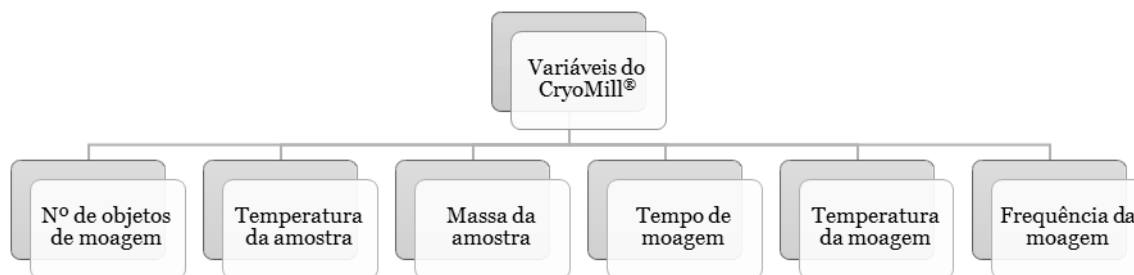 Variáveis do
CryoMill®
Nº de objetos
de moagem
Temperatura
da amostra
Massa da
amostra
Tempo de
moagem
Temperatura
da moagem
Frequência da
moagem